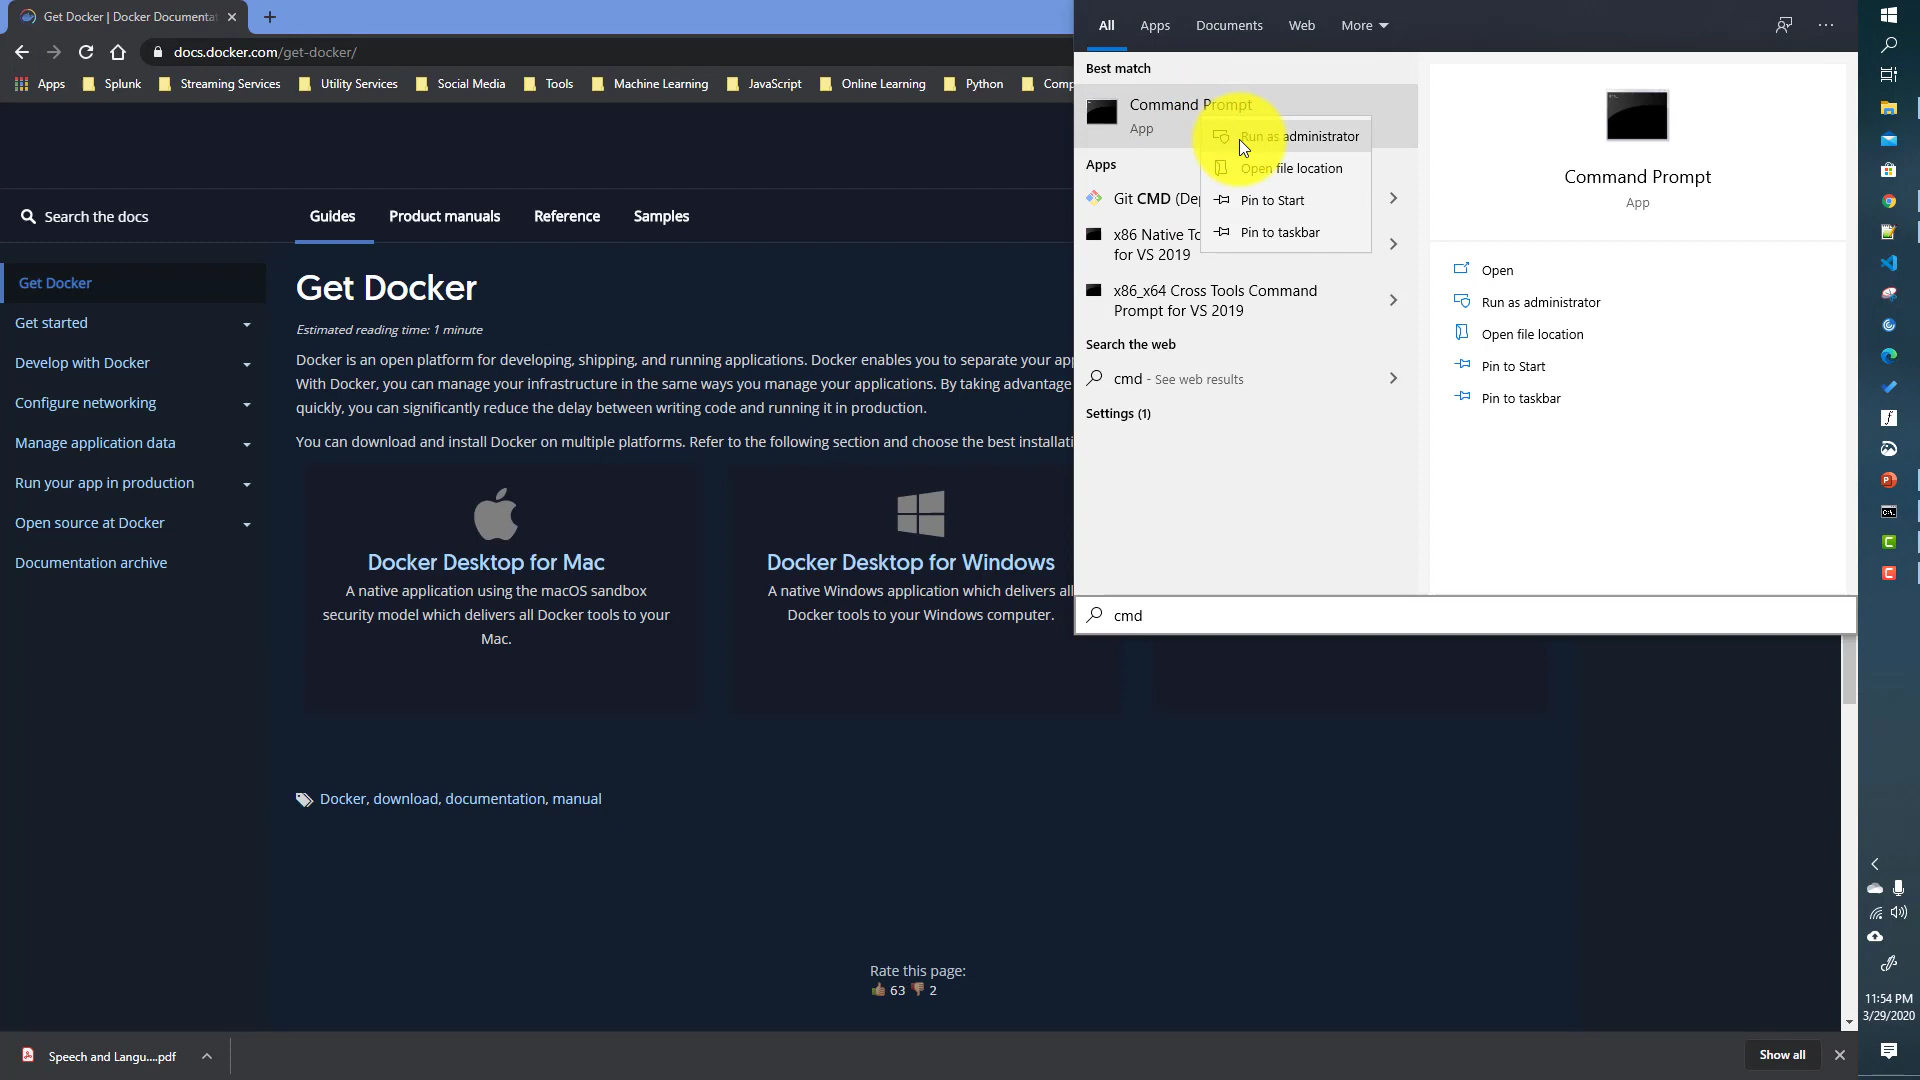 Get Docker | Docker Documentat
docs.docker.com/get-docker/
Apps
Splunk
Streaming Services
Utility Services
Social Media
Tools
Machine Learning
JavaScript
Online Learning
Python
Comp
Search the docs
Guides
Product manuals
Reference
Samples
Get Docker
Get started
Develop with Docker
Configure networking
Manage application data
Run your app in production
Open source at Docker
Documentation archive
Get Docker
Estimated reading time: 1 minute
Docker is an open platform for developing, shipping, and running applications. Docker enables you to separate your app
With Docker, you can manage your infrastructure in the same ways you manage your applications. By taking advantage
quickly, you can significantly reduce the delay between writing code and running it in production.
You can download and install Docker on multiple platforms. Refer to the following section and choose the best installati
Docker Desktop for Mac
A native application using the macOS sandbox
security model which delivers all Docker tools to your
Mac.
Docker Desktop for Windows
A native Windows application which delivers all
Docker tools to your Windows computer.
Docker, download, documentation, manual
Rate this page:
63
2
All
Apps
Documents
Web
More
Best match
Command Prompt
App
Run as administrator
Open file location
Pin to Start
Pin to taskbar
Apps
Git CMD (De
x86 Native To
for VS 2019
x86_x64 Cross Tools Command
Prompt for VS 2019
Search the web
cmd - See web results
Settings (1)
Command Prompt
App
Open
Run as administrator
Open file location
Pin to Start
Pin to taskbar
cmd
11:54 PM
3/29/2020
Speech and Langu....pdf
Show all